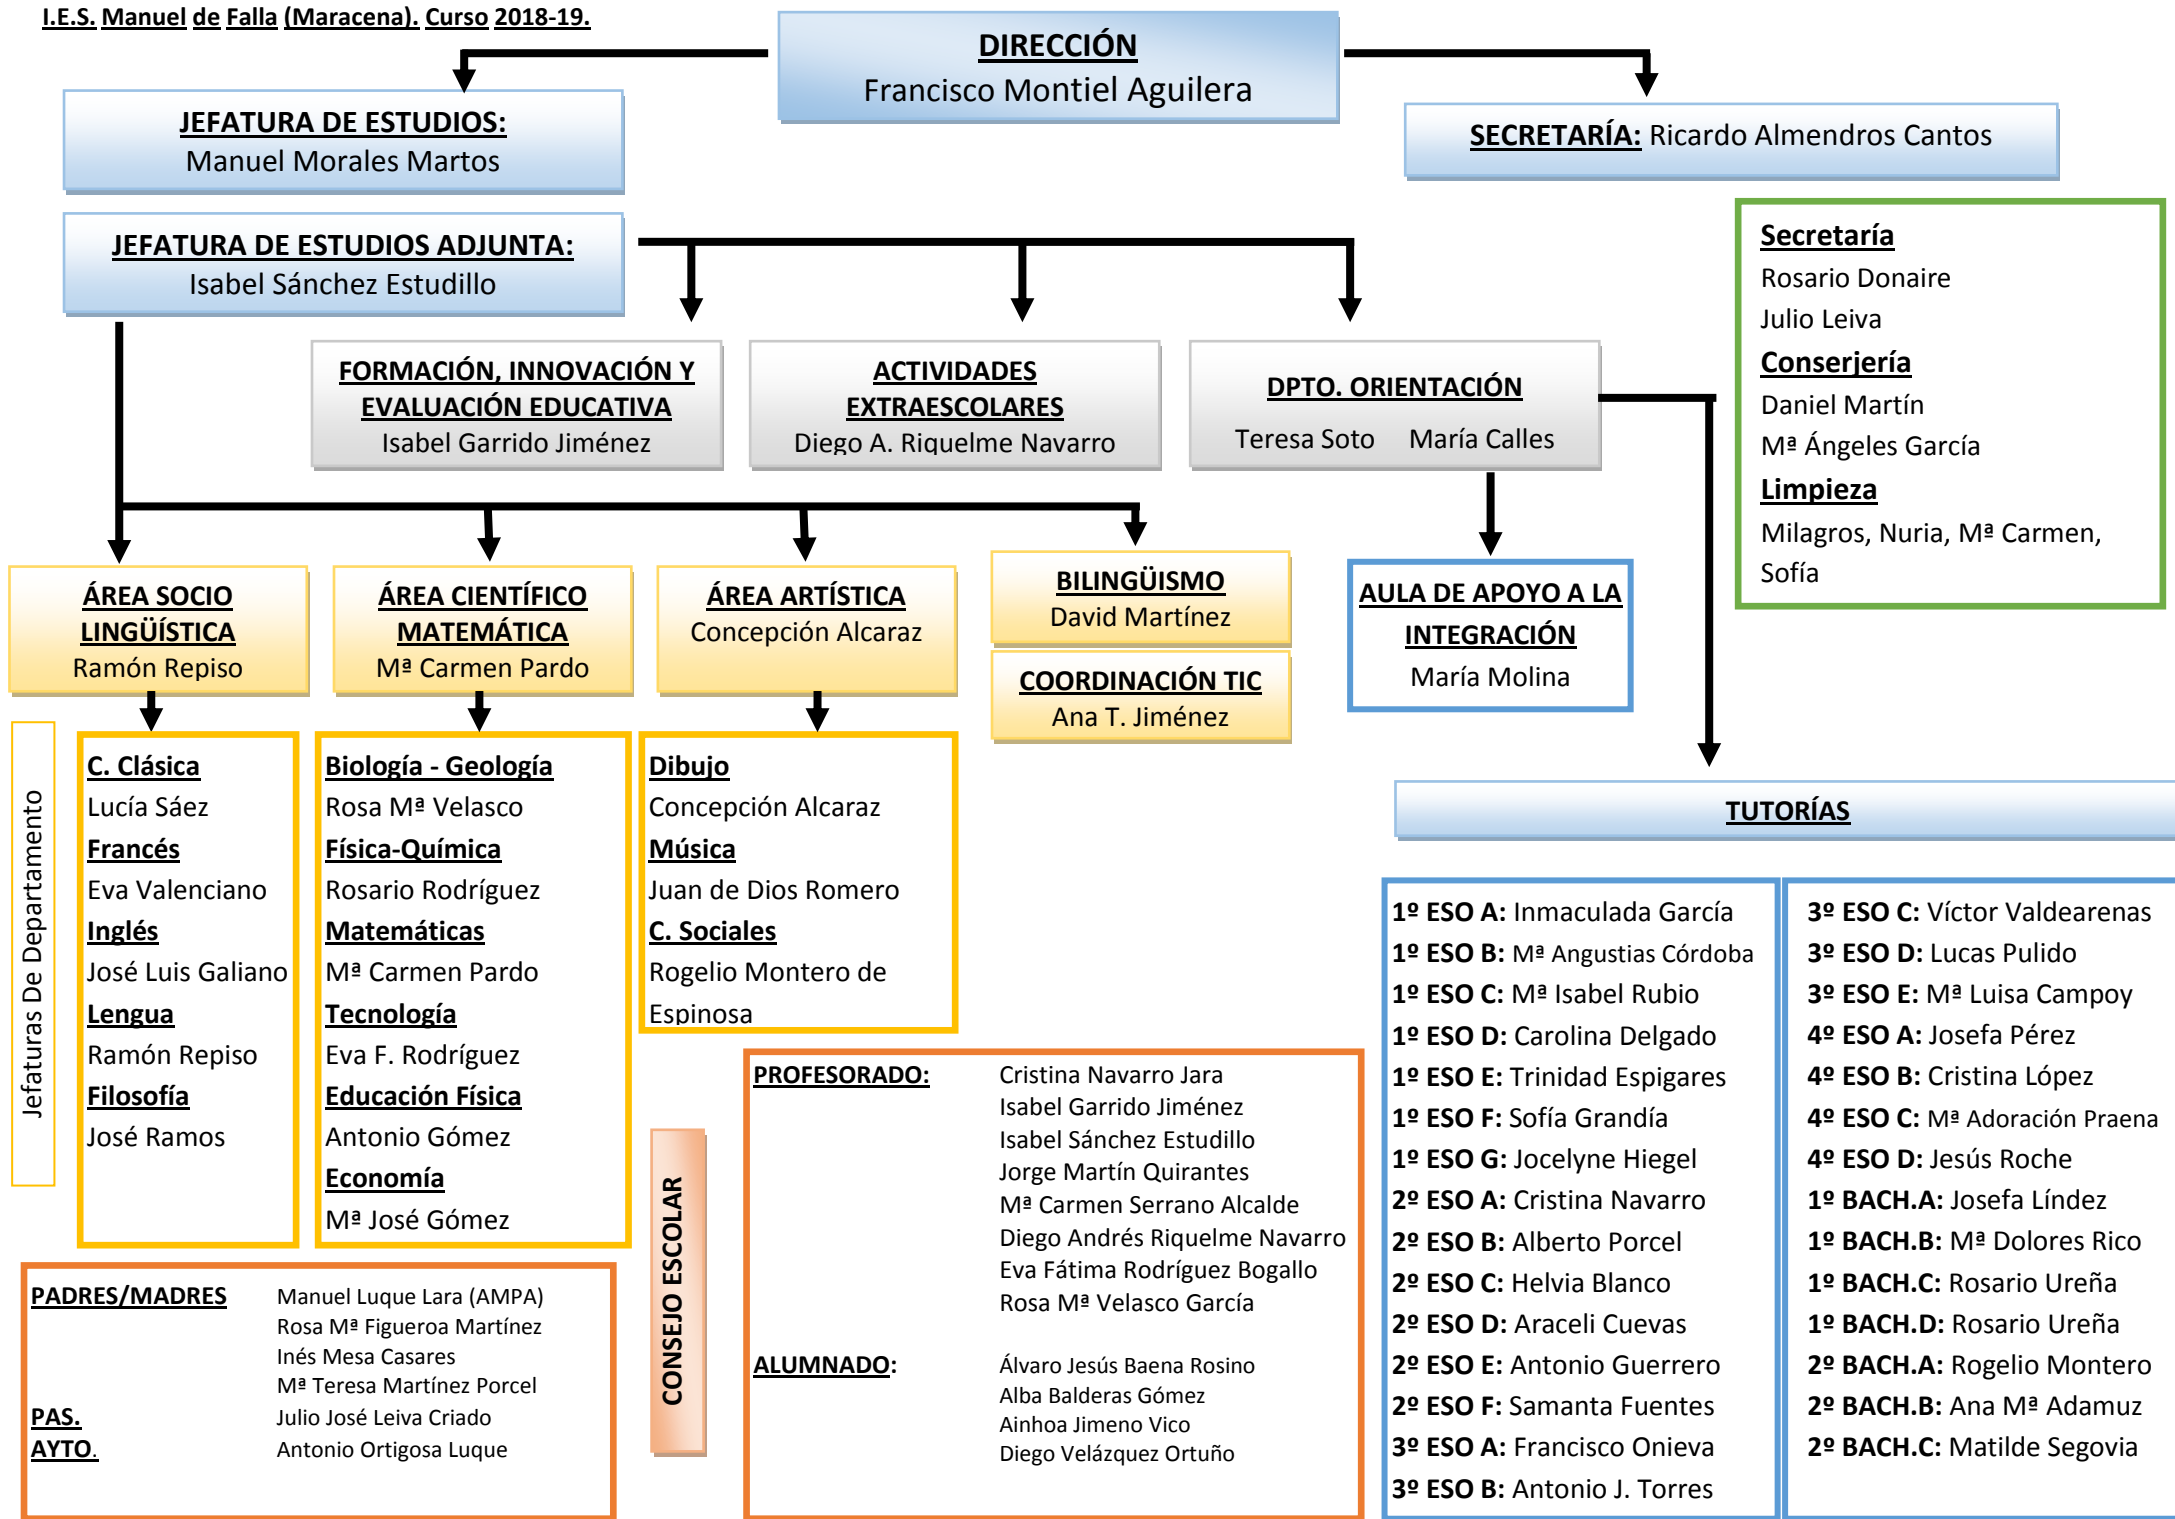 I.E.S. Manuel de Falla (Maracena). Curso 2018-19.
DIRECCIÓN
Francisco Montiel Aguilera
JEFATURA DE ESTUDIOS:
Manuel Morales Martos
SECRETARÍA: Ricardo Almendros Cantos
JEFATURA DE ESTUDIOS ADJUNTA:
Isabel Sánchez Estudillo
Secretaría
Rosario Donaire
Julio Leiva
Conserjería
Daniel Martín
Mª Ángeles García
Limpieza
Milagros, Nuria, Mª Carmen,
Sofía
FORMACIÓN, INNOVACIÓN Y
EVALUACIÓN EDUCATIVA
Isabel Garrido Jiménez
ACTIVIDADES
EXTRAESCOLARES
Diego A. Riquelme Navarro
DPTO. ORIENTACIÓN
Teresa Soto María Calles
ÁREA SOCIO
LINGÜÍSTICA
Ramón Repiso
ÁREA CIENTÍFICO
MATEMÁTICA
Mª Carmen Pardo
ÁREA ARTÍSTICA
Concepción Alcaraz
BILINGÜISMO
David Martínez
COORDINACIÓN TIC
Ana T. Jiménez
AULA DE APOYO A LA
INTEGRACIÓN
María Molina
Jefaturas De Departamento
C. Clásica
Lucía Sáez
Francés
Eva Valenciano
Inglés
José Luis Galiano
Lengua
Ramón Repiso
Filosofía
José Ramos
Biología - Geología
Rosa Mª Velasco
Física-Química
Rosario Rodríguez
Matemáticas
Mª Carmen Pardo
Tecnología
Eva F. Rodríguez
Educación Física
Antonio Gómez
Economía
Mª José Gómez
Dibujo
Concepción Alcaraz
Música
Juan de Dios Romero
C. Sociales
Rogelio Montero de
Espinosa
TUTORÍAS
1º ESO A: Inmaculada García
1º ESO B: Mª Angustias Córdoba
1º ESO C: Mª Isabel Rubio
1º ESO D: Carolina Delgado
1º ESO E: Trinidad Espigares
1º ESO F: Sofía Grandía
1º ESO G: Jocelyne Hiegel
2º ESO A: Cristina Navarro
2º ESO B: Alberto Porcel
2º ESO C: Helvia Blanco
2º ESO D: Araceli Cuevas
2º ESO E: Antonio Guerrero
2º ESO F: Samanta Fuentes
3º ESO A: Francisco Onieva
3º ESO B: Antonio J. Torres
3º ESO C: Víctor Valdearenas
3º ESO D: Lucas Pulido
3º ESO E: Mª Luisa Campoy
4º ESO A: Josefa Pérez
4º ESO B: Cristina López
4º ESO C: Mª Adoración Praena
4º ESO D: Jesús Roche
1º BACH.A: Josefa Líndez
1º BACH.B: Mª Dolores Rico
1º BACH.C: Rosario Ureña
1º BACH.D: Rosario Ureña
2º BACH.A: Rogelio Montero
2º BACH.B: Ana Mª Adamuz
2º BACH.C: Matilde Segovia
PADRES/MADRES Manuel Luque Lara (AMPA)
Rosa Mª Figueroa Martínez
Inés Mesa Casares
Mª Teresa Martínez Porcel
PAS. Julio José Leiva Criado
AYTO. Antonio Ortigosa Luque
CONSEJO ESCOLAR
PROFESORADO: Cristina Navarro Jara
Isabel Garrido Jiménez
Isabel Sánchez Estudillo
Jorge Martín Quirantes
Mª Carmen Serrano Alcalde
Diego Andrés Riquelme Navarro
Eva Fátima Rodríguez Bogallo
Rosa Mª Velasco García
ALUMNADO: Álvaro Jesús Baena Rosino
Alba Balderas Gómez
Ainhoa Jimeno Vico
Diego Velázquez Ortuño